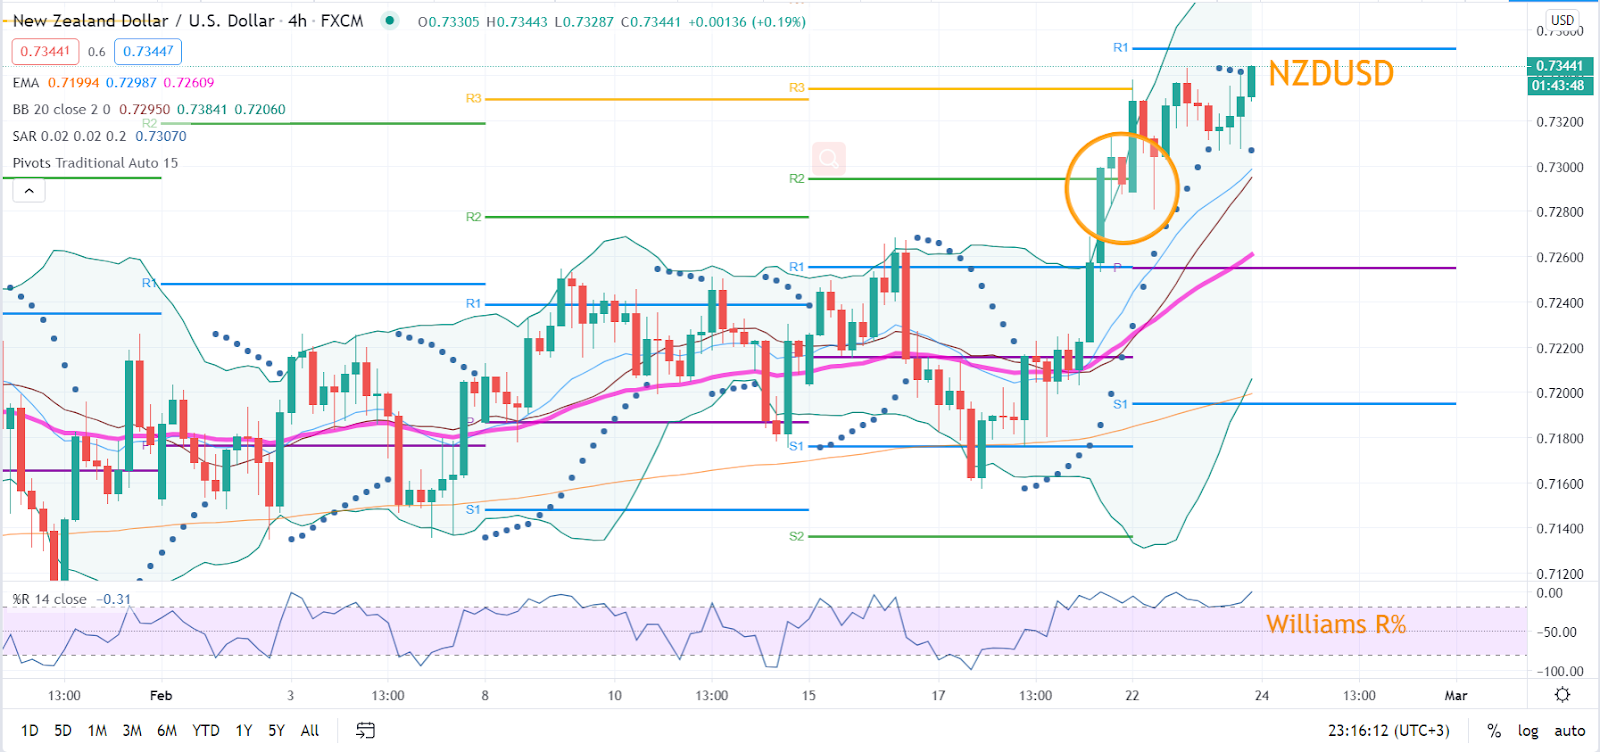 New Zealand Dollar / U.S. Dollar · 4h · FXCM O0.73305 H0.73443 L0.73287 C0.73441 +0.00136 (+0.19%)
0.73441 0.6 0.73447
EMA 0.71994 0.72987 0.72609
BB 20 close 2 0 0.72950 0.73841 0.72060
SAR 0.02 0.02 0.2 0.73070
Pivots Traditional Auto 15
R2
R1
R3
R2
R1
P
S1
R3
R2
R1
S1
S2
R1
P
S1
NZDUSD
USD
0.73600
0.73441
01:43:48
0.73200
0.73000
0.72800
0.72600
0.72400
0.72200
0.72000
0.71800
0.71600
0.71400
0.71200
%R 14 close −0.31
Williams R%
0.00
−50.00
−100.00
13:00 Feb 3 13:00 8 10 13:00 15 17 13:00 22 24 13:00 Mar
1D 5D 1M 3M 6M YTD 1Y 5Y All
23:16:12 (UTC+3) % log auto